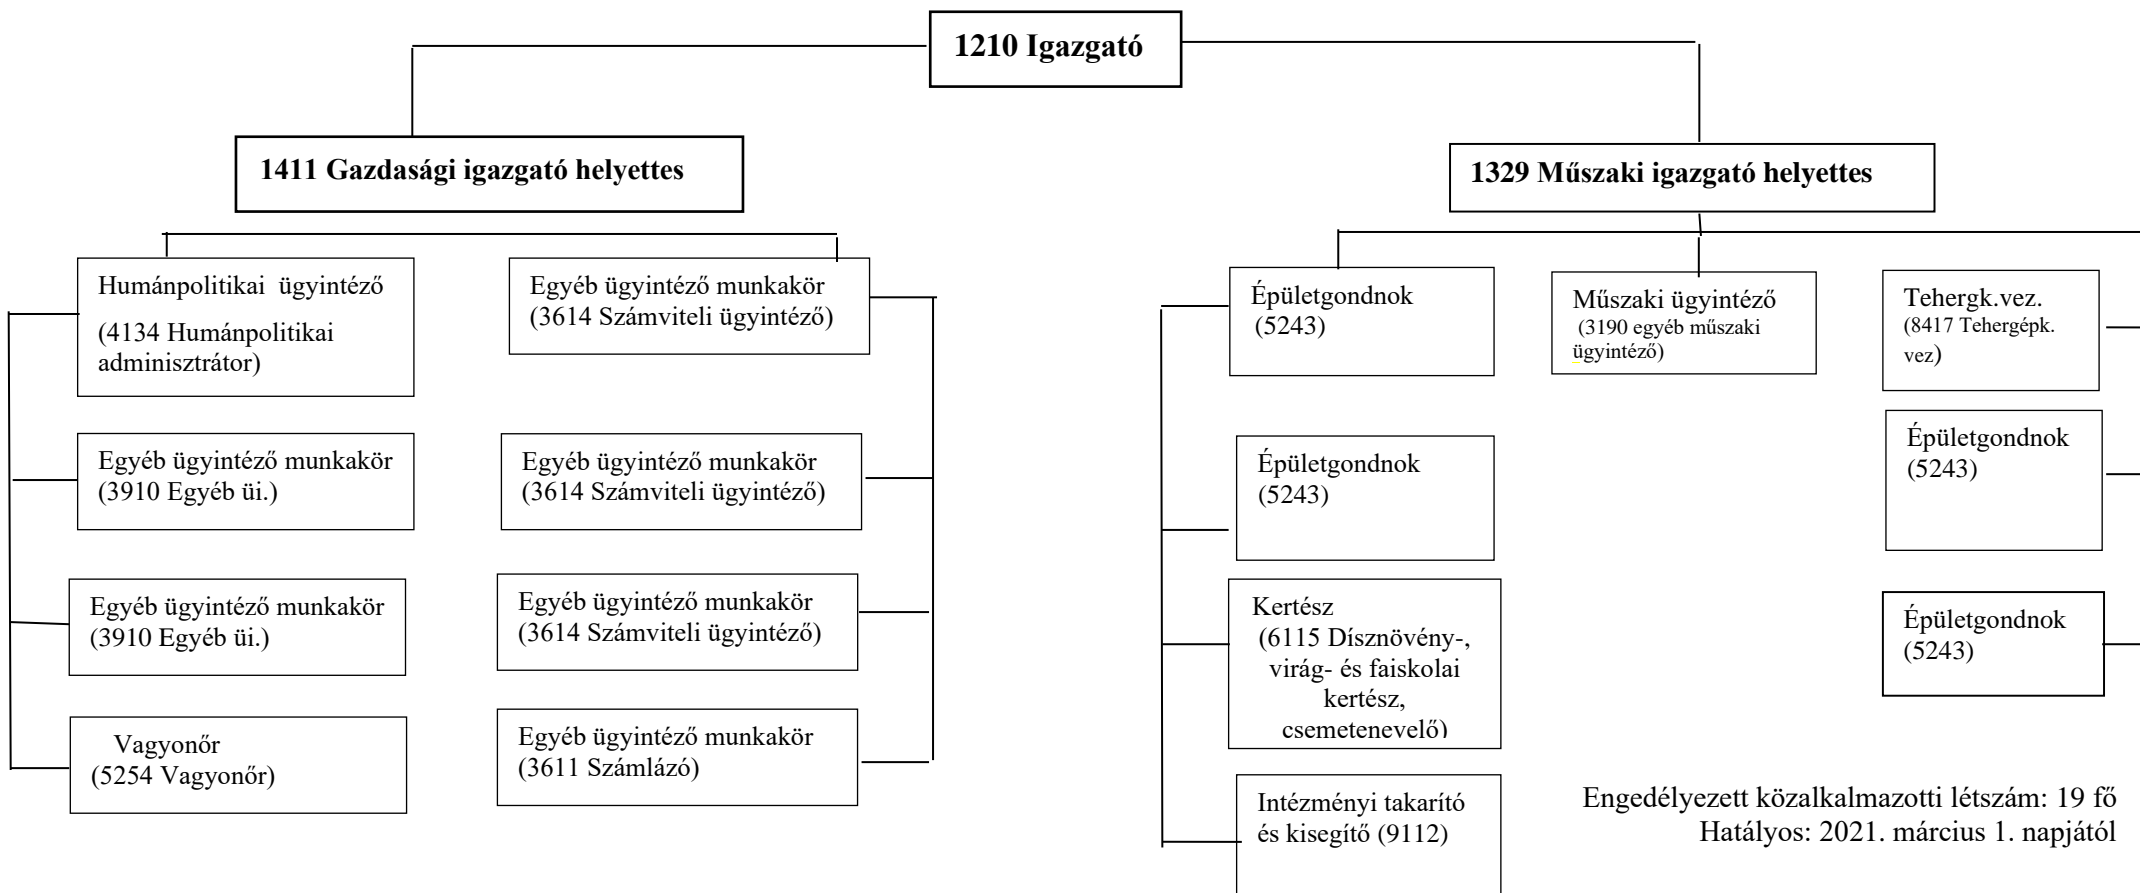 1210 Igazgató
1411 Gazdasági igazgató helyettes
1329 Műszaki igazgató helyettes
Humánpolitikai ügyintéző
(4134 Humánpolitikai
adminisztrátor)
Egyéb ügyintéző munkakör
(3614 Számviteli ügyintéző)
Egyéb ügyintéző munkakör
(3910 Egyéb üi.)
Egyéb ügyintéző munkakör
(3614 Számviteli ügyintéző)
Egyéb ügyintéző munkakör
(3910 Egyéb üi.)
Egyéb ügyintéző munkakör
(3614 Számviteli ügyintéző)
Vagyonőr
(5254 Vagyonőr)
Egyéb ügyintéző munkakör
(3611 Számlázó)
Épületgondnok
(5243)
Műszaki ügyintéző
(3190 egyéb műszaki
ügyintéző)
Tehergk.vez.
(8417 Tehergépk.
vez)
Épületgondnok
(5243)
Épületgondnok
(5243)
Kertész
(6115 Dísznövény-,
virág- és faiskolai
kertész,
csemetenevelő)
Épületgondnok
(5243)
Intézményi takarító
és kisegítő (9112)
Engedélyezett közalkalmazotti létszám: 19 fő
Hatályos: 2021. március 1. napjától